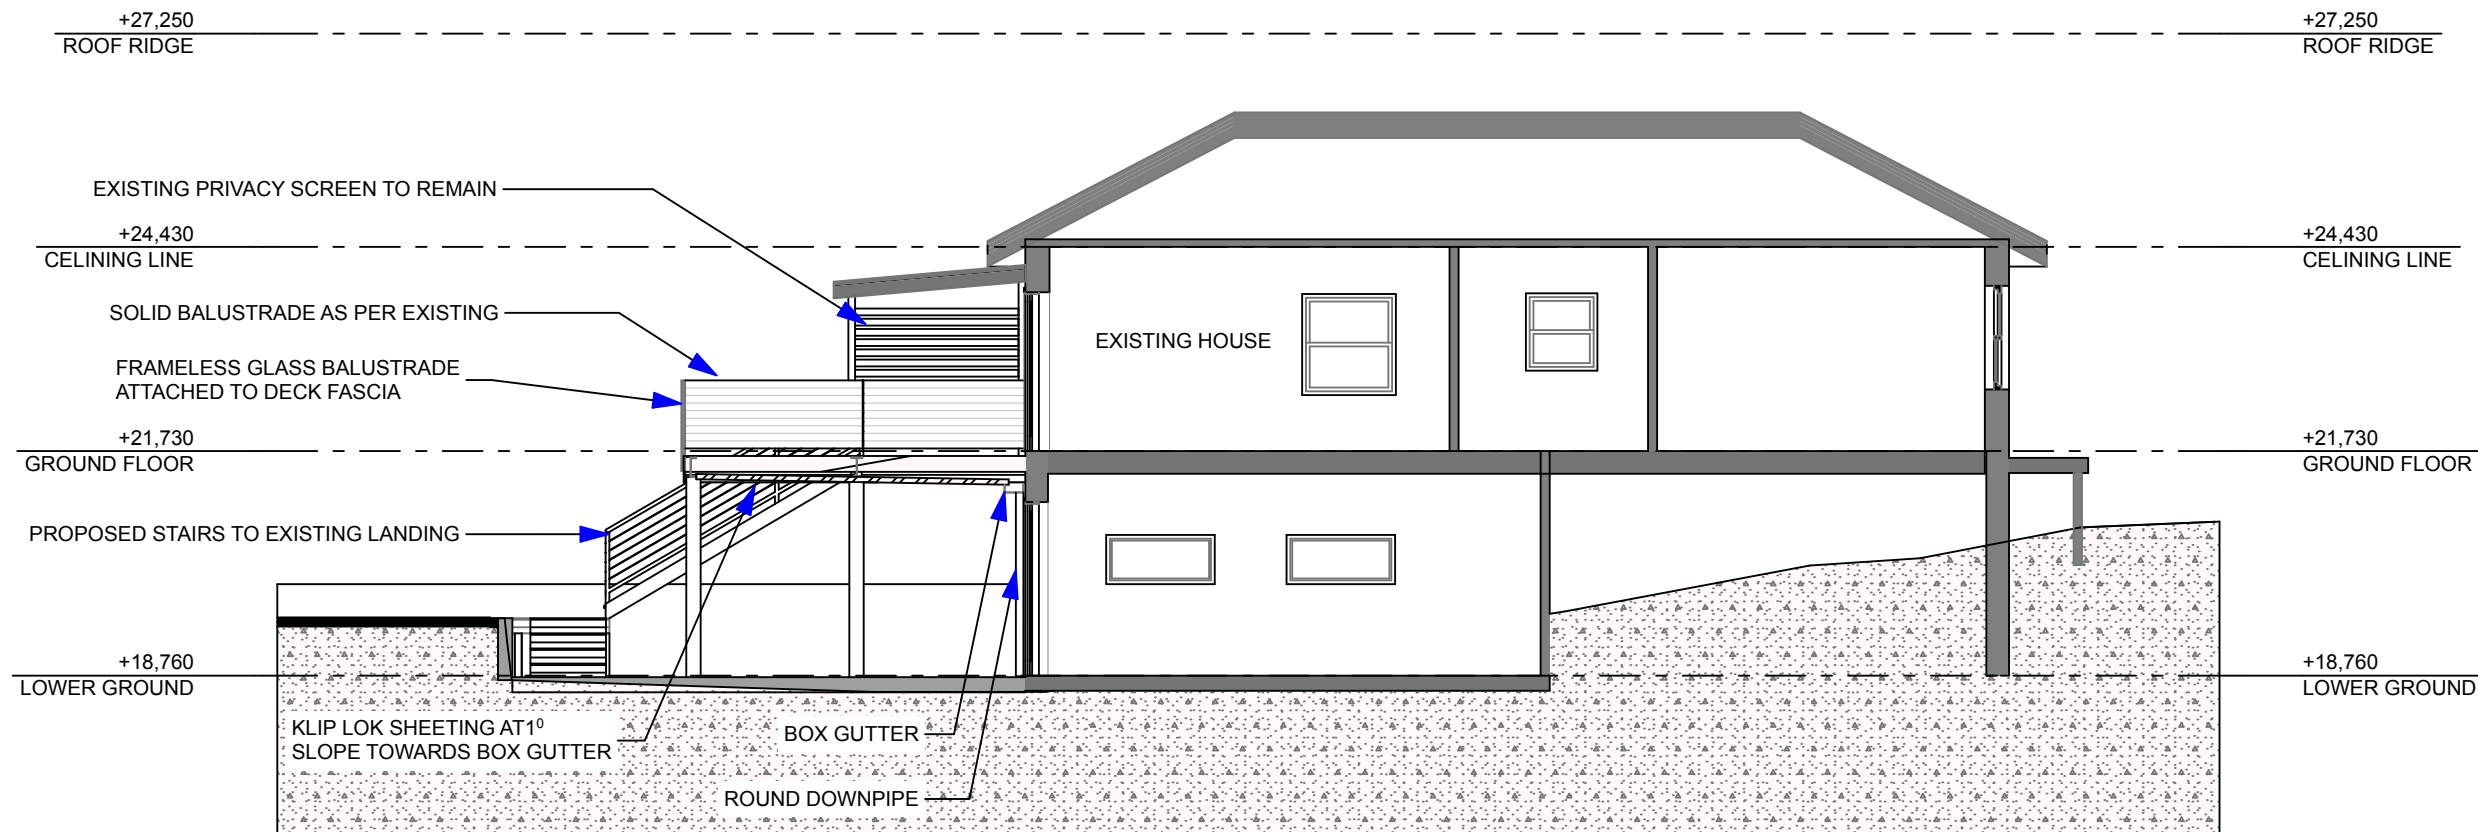 +27,250
ROOF RIDGE
+27,250
ROOF RIDGE
EXISTING PRIVACY SCREEN TO REMAIN
+24,430
CELINING LINE
+24,430
CELINING LINE
SOLID BALUSTRADE AS PER EXISTING
EXISTING HOUSE
FRAMELESS GLASS BALUSTRADE
ATTACHED TO DECK FASCIA
+21,730
GROUND FLOOR
+21,730
GROUND FLOOR
PROPOSED STAIRS TO EXISTING LANDING
+18,760
LOWER GROUND
+18,760
LOWER GROUND
KLIP LOK SHEETING AT1⁰
SLOPE TOWARDS BOX GUTTER
BOX GUTTER
ROUND DOWNPIPE